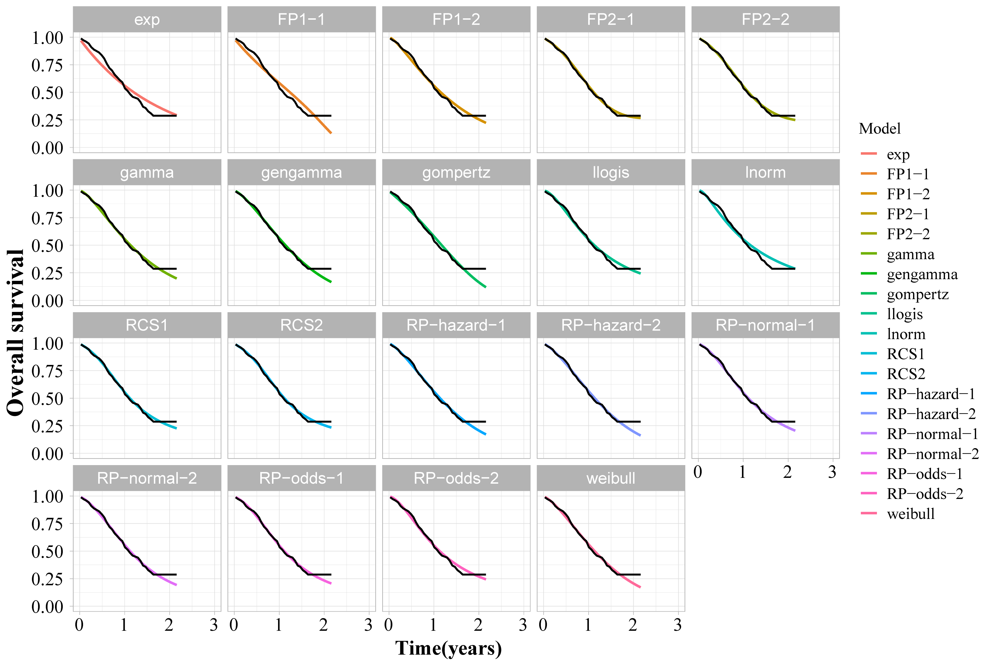 exp FP1−1 FP1−2 FP2−1 FP2−2
1.00
0.75
0.50
0.25
0.00
gamma gengamma gompertz llogis lnorm
1.00
0.75
0.50
0.25
0.00
RCS1 RCS2 RP−hazard−1 RP−hazard−2 RP−normal−1
1.00
0.75
0.50
0.25
0.00
0 1 2 3
RP−normal−2 RP−odds−1 RP−odds−2 weibull
1.00
0.75
0.50
0.25
0.00
0 1 2 3 0 1 2 3 0 1 2 3 0 1 2 3
Overall survival
Time(years)
Model
exp
FP1−1
FP1−2
FP2−1
FP2−2
gamma
gengamma
gompertz
llogis
lnorm
RCS1
RCS2
RP−hazard−1
RP−hazard−2
RP−normal−1
RP−normal−2
RP−odds−1
RP−odds−2
weibull